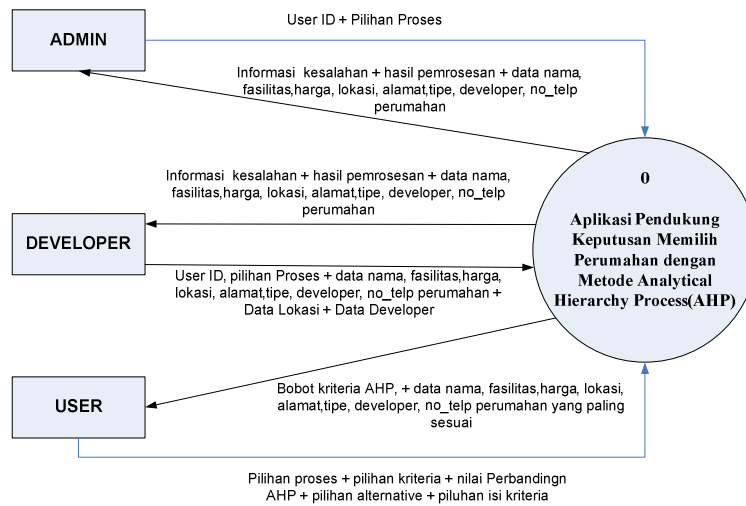 User ID + Pilihan Proses
ADMIN
Informasi kesalahan + hasil pemrosesan + data nama,
fasilitas,harga, lokasi, alamat,tipe, developer, no_telp
perumahan
Informasi kesalahan + hasil pemrosesan + data nama,
fasilitas,harga, lokasi, alamat,tipe, developer, no_telp
perumahan
0
Aplikasi Pendukung
Keputusan Memilih
Perumahan dengan
Metode Analytical
Hierarchy Process(AHP)
DEVELOPER
User ID, pilihan Proses + data nama, fasilitas,harga,
lokasi, alamat,tipe, developer, no_telp perumahan +
Data Lokasi + Data Developer
USER
Bobot kriteria AHP, + data nama, fasilitas,harga, lokasi,
alamat,tipe, developer, no_telp perumahan yang paling
sesuai
Pilihan proses + pilihan kriteria + nilai Perbandingn
AHP + pilihan alternative + piluhan isi kriteria